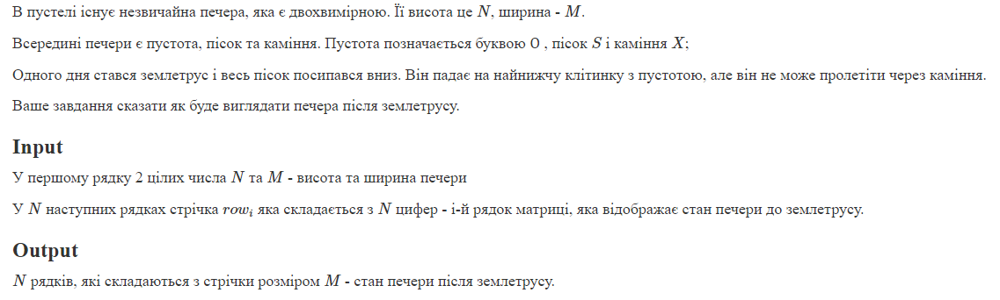 В пустелі існує незвичайна печера, яка є двохвимірною. Її висота це N, ширина - M.
Всередині печери є пустота, пісок та каміння. Пустота позначається буквою O , пісок S і каміння X;
Одного дня стався землетрус і весь пісок посипався вниз. Він падає на найнижчу клітинку з пустотою, але він не може пролетіти через каміння.
Ваше завдання сказати як буде виглядати печера після землетрусу.
Input
У першому рядку 2 цілих числа N та M - висота та ширина печери
У N наступних рядках стрічка row_i яка складається з N цифер - i-й рядок матриці, яка відображає стан печери до землетрусу.
Output
N рядків, які складаються з стрічки розміром M - стан печери після землетрусу.